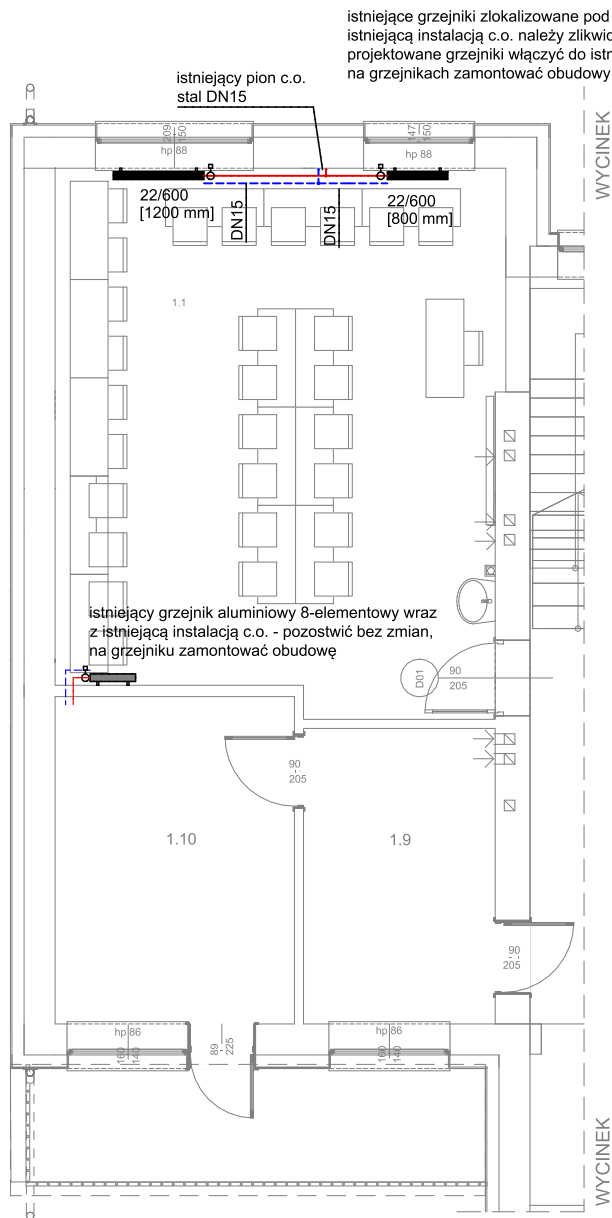 istniejące grzejniki zlokalizowane pod
istniejącą instalacją c.o. należy
projektowane grzejniki włączyć do
na grzejnikach zamontować obudowy
istniejący pion c.o.
stal DN15
WYCINEK
209
150
hp 88
147
150
hp 88
22/600
[1200 mm]
DN15
DN15
22/600
[800 mm]
1.1
istniejący grzejnik aluminiowy 8-elementowy wraz
z istniejącą instalacją c.o. - pozostwić bez zmian,
na grzejniku zamontować obudowę
D01
90
205
90
205
1.10
1.9
90
205
hp 86
160
140
89
225
hp 86
160
140
WYCINEK